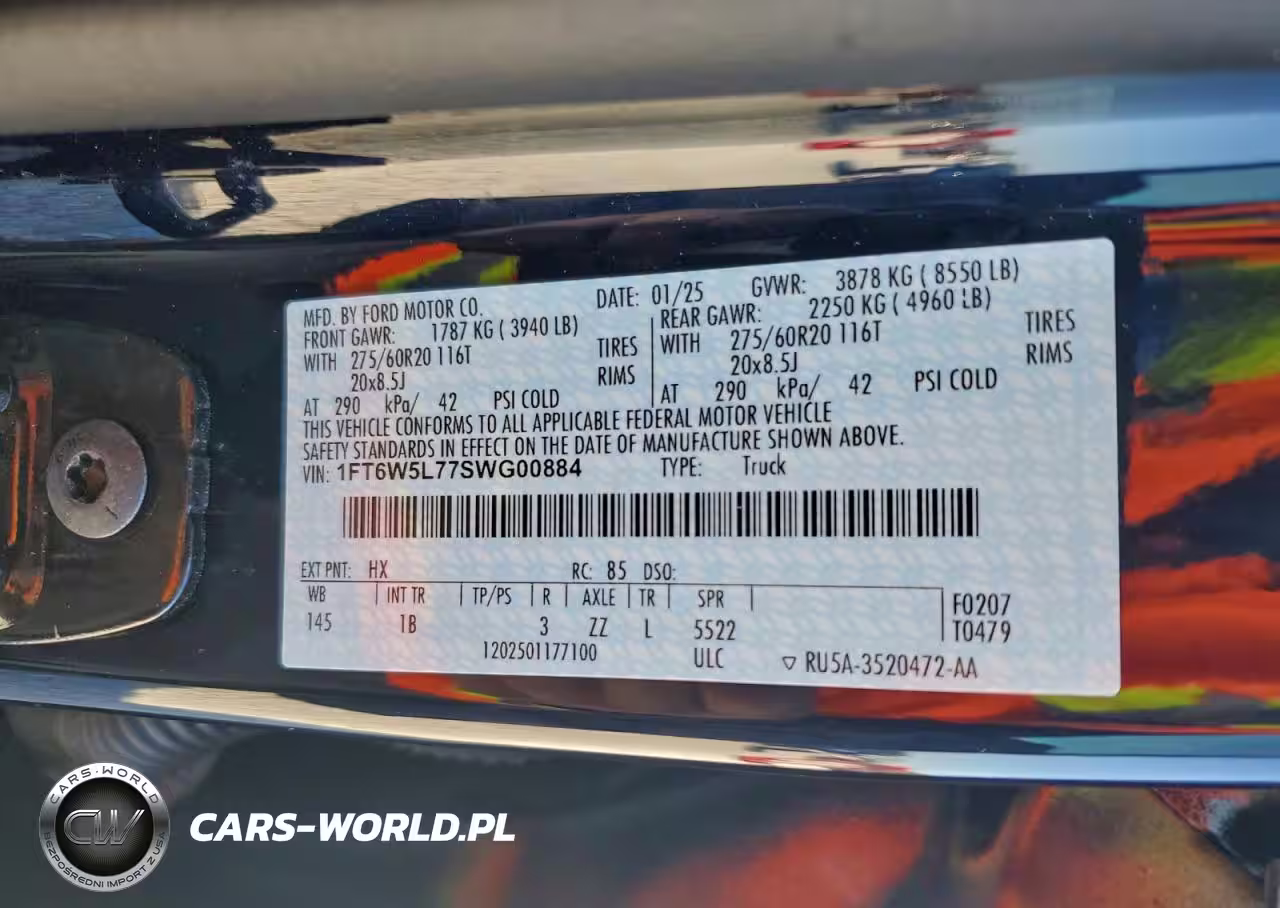 MFD. BY FORD MOTOR CO. DATE: 01/25 GVWR: 3878 KG ( 8550 LB)
FRONT GAWR: 1787 KG ( 3940 LB) REAR GAWR: 2250 KG ( 4960 LB)
WITH 275/60R20 116T TIRES WITH 275/60R20 116T TIRES
20x8.5J RIMS 20x8.5J RIMS
AT 290 kPa/ 42 PSI COLD AT 290 kPa/ 42 PSI COLD
THIS VEHICLE CONFORMS TO ALL APPLICABLE FEDERAL MOTOR VEHICLE
SAFETY STANDARDS IN EFFECT ON THE DATE OF MANUFACTURE SHOWN ABOVE.
VIN: 1FT6W5L77SWG00884 TYPE: Truck
EXT PNT: HX RC: 85 DSO:
WB INT TR TP/PS R AXLE TR SPR F0207
145 1B 3 ZZ L 5522 T0479
1202501177100 ULC ▽ RU5A-3520472-AA
CARS-WORLD
CW
BEZPOŚREDNI IMPORT Z USA
CARS-WORLD.PL